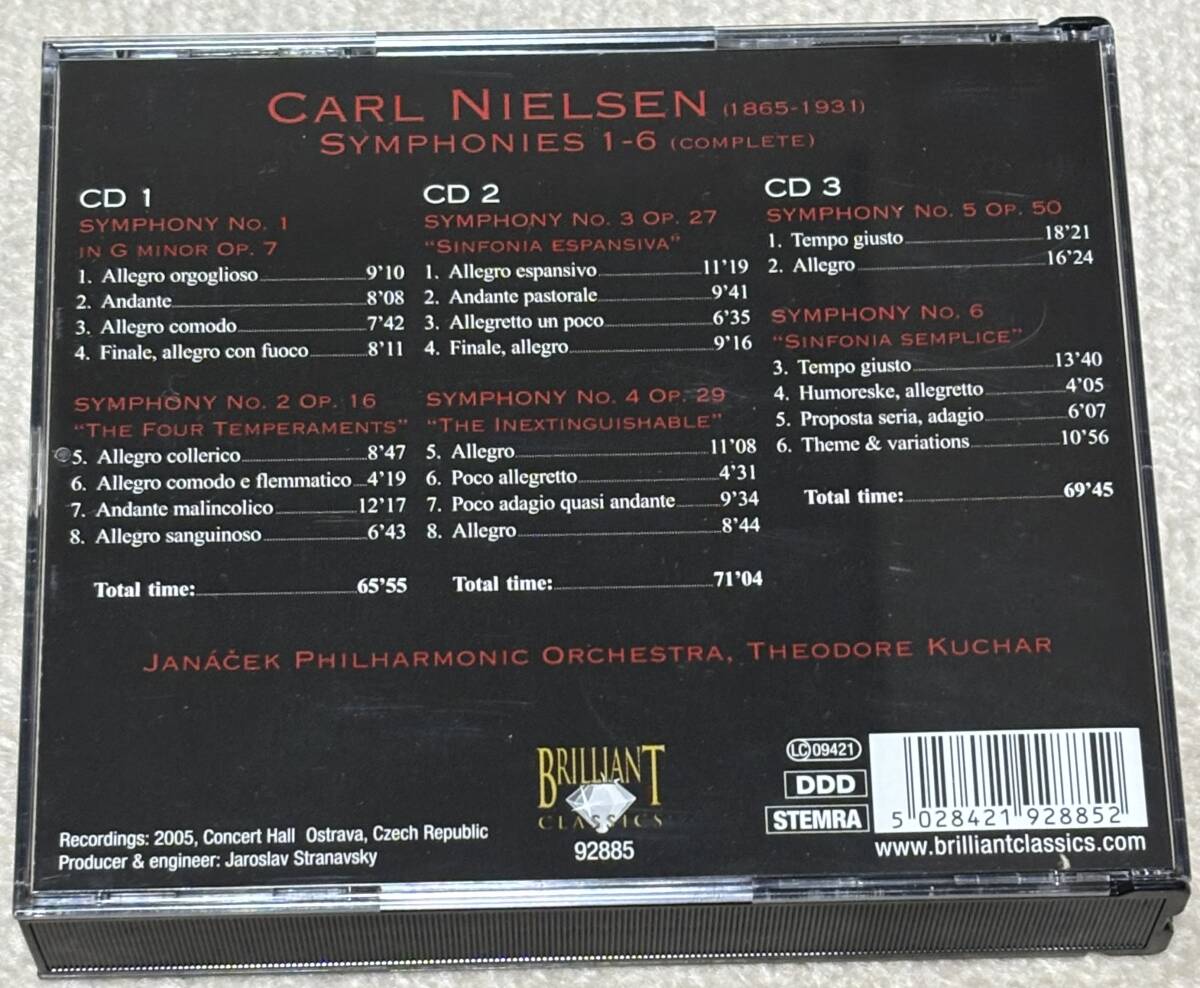 CARL NIELSEN (1865-1931)
SYMPHONIES 1-6 (COMPLETE)
CD 1
SYMPHONY No. 1
IN G MINOR OP. 7
1. Allegro orgoglioso 9'10
2. Andante 8'08
3. Allegro comodo 7'42
4. Finale, allegro con fuoco 8'11
SYMPHONY No. 2 OP. 16
"THE FOUR TEMPERAMENTS"
5. Allegro collerico 8'47
6. Allegro comodo e flemmatico 4'19
7. Andante malincolico 12'17
8. Allegro sanguinoso 6'43
Total time: 65'55
CD 2
SYMPHONY No. 3 OP. 27
"SINFONIA ESPANSIVA"
1. Allegro espansivo 11'19
2. Andante pastorale 9'41
3. Allegretto un poco 6'35
4. Finale, allegro 9'16
SYMPHONY No. 4 OP. 29
"THE INEXTINGUISHABLE"
5. Allegro 11'08
6. Poco allegretto 4'31
7. Poco adagio quasi andante 9'34
8. Allegro 8'44
Total time: 71'04
CD 3
SYMPHONY No. 5 OP. 50
1. Tempo giusto 18'21
2. Allegro 16'24
SYMPHONY No. 6
"SINFONIA SEMPLICE"
3. Tempo giusto 13'40
4. Humoreske, allegretto 4'05
5. Proposta seria, adagio 6'07
6. Theme & variations 10'56
Total time: 69'45
JANÁČEK PHILHARMONIC ORCHESTRA, THEODORE KUCHAR
Recordings: 2005, Concert Hall Ostrava, Czech Republic
Producer & engineer: Jaroslav Stranavsky
BRILLIANT
CLASSICS
92885
LC 09421
DDD
STEMRA
5 028421 928852
www.brilliantclassics.com